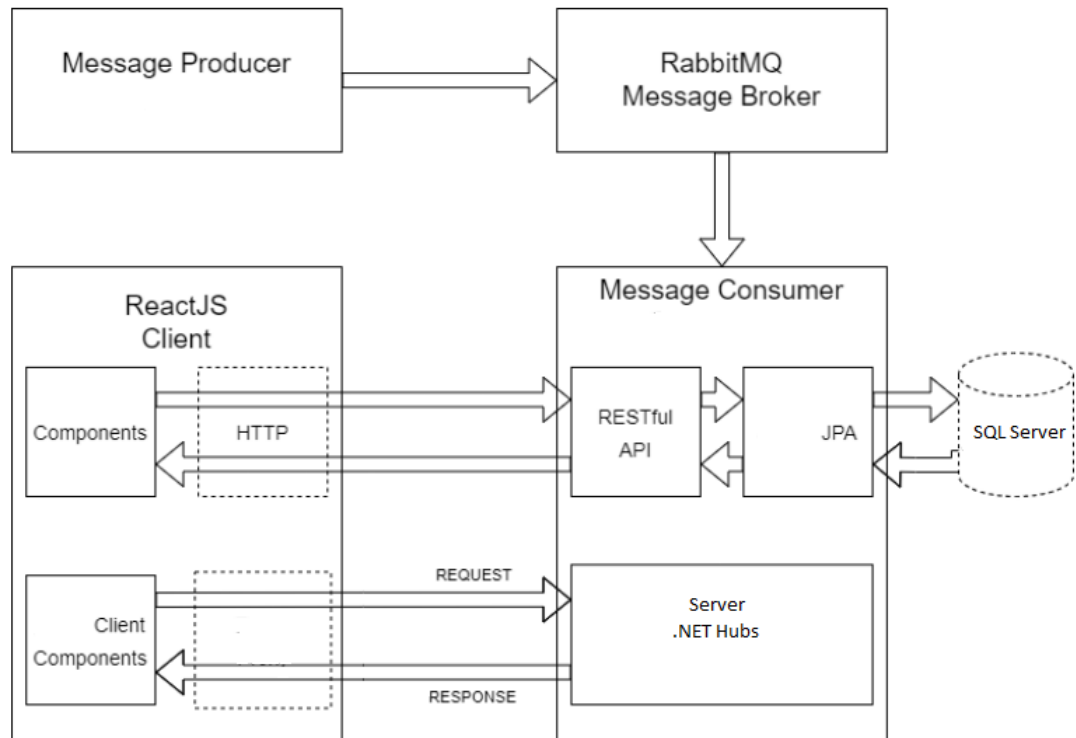 Message Producer
RabbitMQ
Message Broker
ReactJS
Client
Message Consumer
Components
HTTP
RESTful
API
JPA
SQL Server
Client
Components
REQUEST
RESPONSE
Server
.NET Hubs